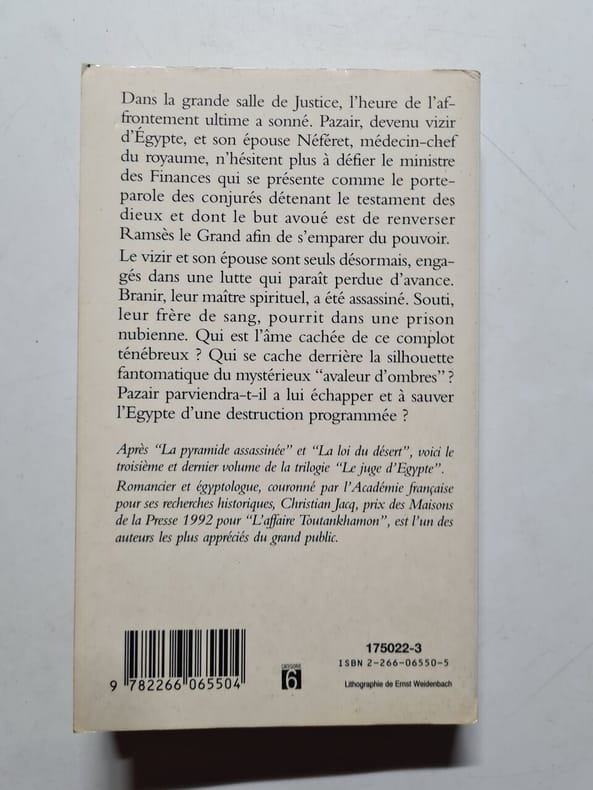 Dans la grande salle de Justice, l'heure de l'af-
frontement ultime a sonné. Pazair, devenu vizir
d'Égypte, et son épouse Néféret, médecin-chef
du royaume, n'hésitent plus à défier le ministre
des Finances qui se présente comme le porte-
parole des conjurés détenant le testament des
dieux et dont le but avoué est de renverser
Ramsès le Grand afin de s'emparer du pouvoir.
Le vizir et son épouse sont seuls désormais, enga-
gés dans une lutte qui paraît perdue d'avance.
Branir, leur maître spirituel, a été assassiné. Souti,
leur frère de sang, pourrit dans une prison
nubienne. Qui est l'âme cachée de ce complot
ténébreux ? Qui se cache derrière la silhouette
fantomatique du mystérieux “avaleur d'ombres” ?
Pazair parviendra-t-il a lui échapper et à sauver
l'Egypte d'une destruction programmée ?
Après “La pyramide assassinée” et “La loi du désert”, voici le
troisième et dernier volume de la trilogie “Le juge d'Egypte”.
Romancier et égyptologue, couronné par l'Académie française
pour ses recherches historiques, Christian Jacq, prix des Maisons
de la Presse 1992 pour “L'affaire Toutankhamon”, est l'un des
auteurs les plus appréciés du grand public.
175022-3
ISBN 2-266-06550-5
9 782266 065504
CATÉGORIE
6
Lithographie de Ernst Weidenbach